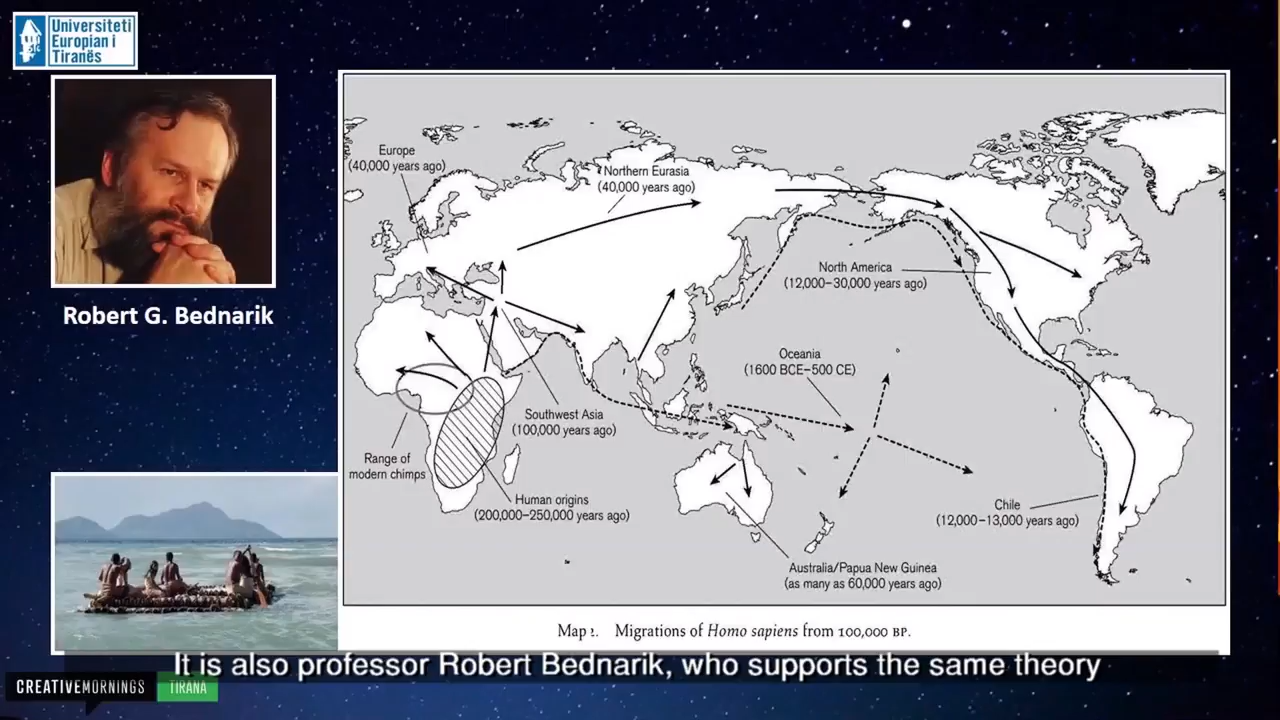 Universiteti
Europian i
Tiranës
Robert G. Bednarik
Europe
(40,000 years ago)
Northern Eurasia
(40,000 years ago)
North America
(12,000–30,000 years ago)
Oceania
(1600 BCE–500 CE)
Southwest Asia
(100,000 years ago)
Range of
modern chimps
Human origins
(200,000–250,000 years ago)
Chile
(12,000–13,000 years ago)
Australia/Papua New Guinea
(as many as 60,000 years ago)
Map 2. Migrations of Homo sapiens from 100,000 BP.
It is also professor Robert Bednarik, who supports the same theory
CREATIVEMORNINGS TIRANA